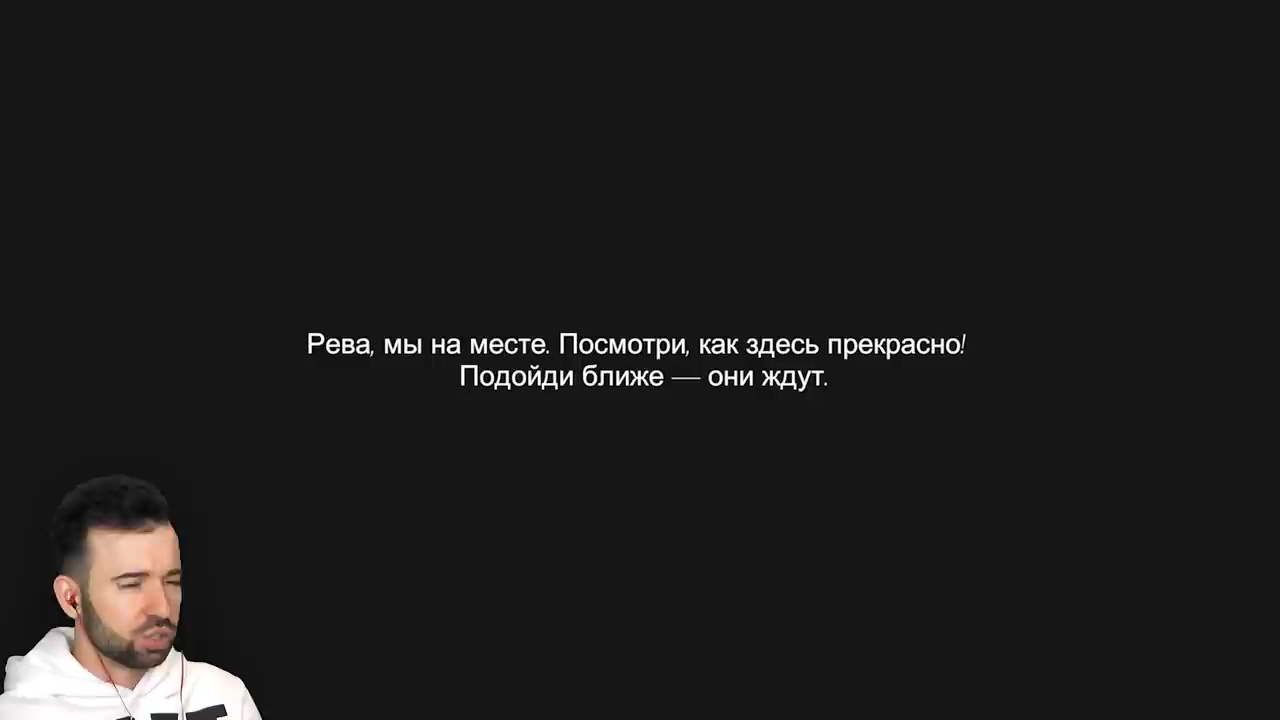 Рева, мы на месте. Посмотри, как здесь прекрасно!
Подойди ближе — они ждут.